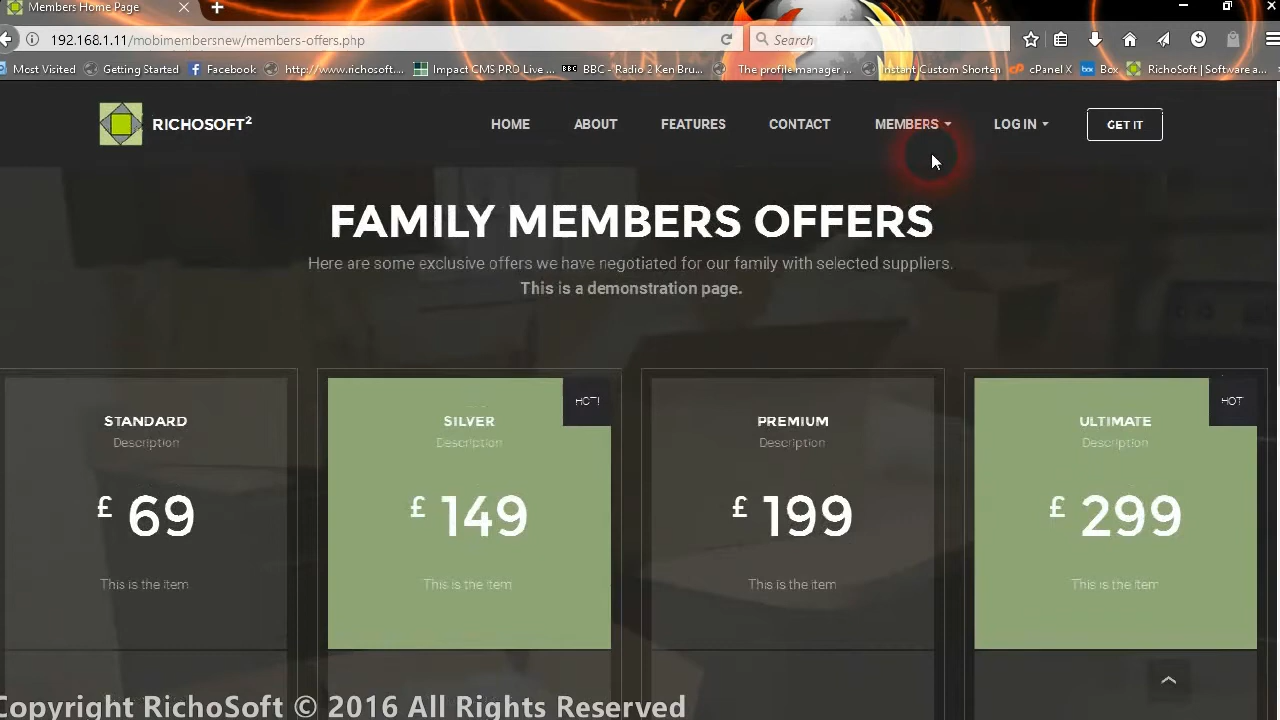 Members Home Page
192.168.1.11/mobimembersnew/members-offers.php
Search
Most Visited
Getting Started
Facebook
http://www.richosoft....
Impact CMS PRO Live ...
BBC - Radio 2 Ken Bru...
The profile manager ...
Instant Custom Shorten
cPanel X
Box
RichoSoft | Software a...
RICHOSOFT²
HOME
ABOUT
FEATURES
CONTACT
MEMBERS
LOG IN
GET IT
FAMILY MEMBERS OFFERS
Here are some exclusive offers we have negotiated for our family with selected suppliers.
This is a demonstration page.
STANDARD
Description
£ 69
This is the item
HOT!
SILVER
Description
£ 149
This is the item
PREMIUM
Description
£ 199
This is the item
HOT
ULTIMATE
Description
£ 299
This is the item
Copyright RichoSoft © 2016 All Rights Reserved